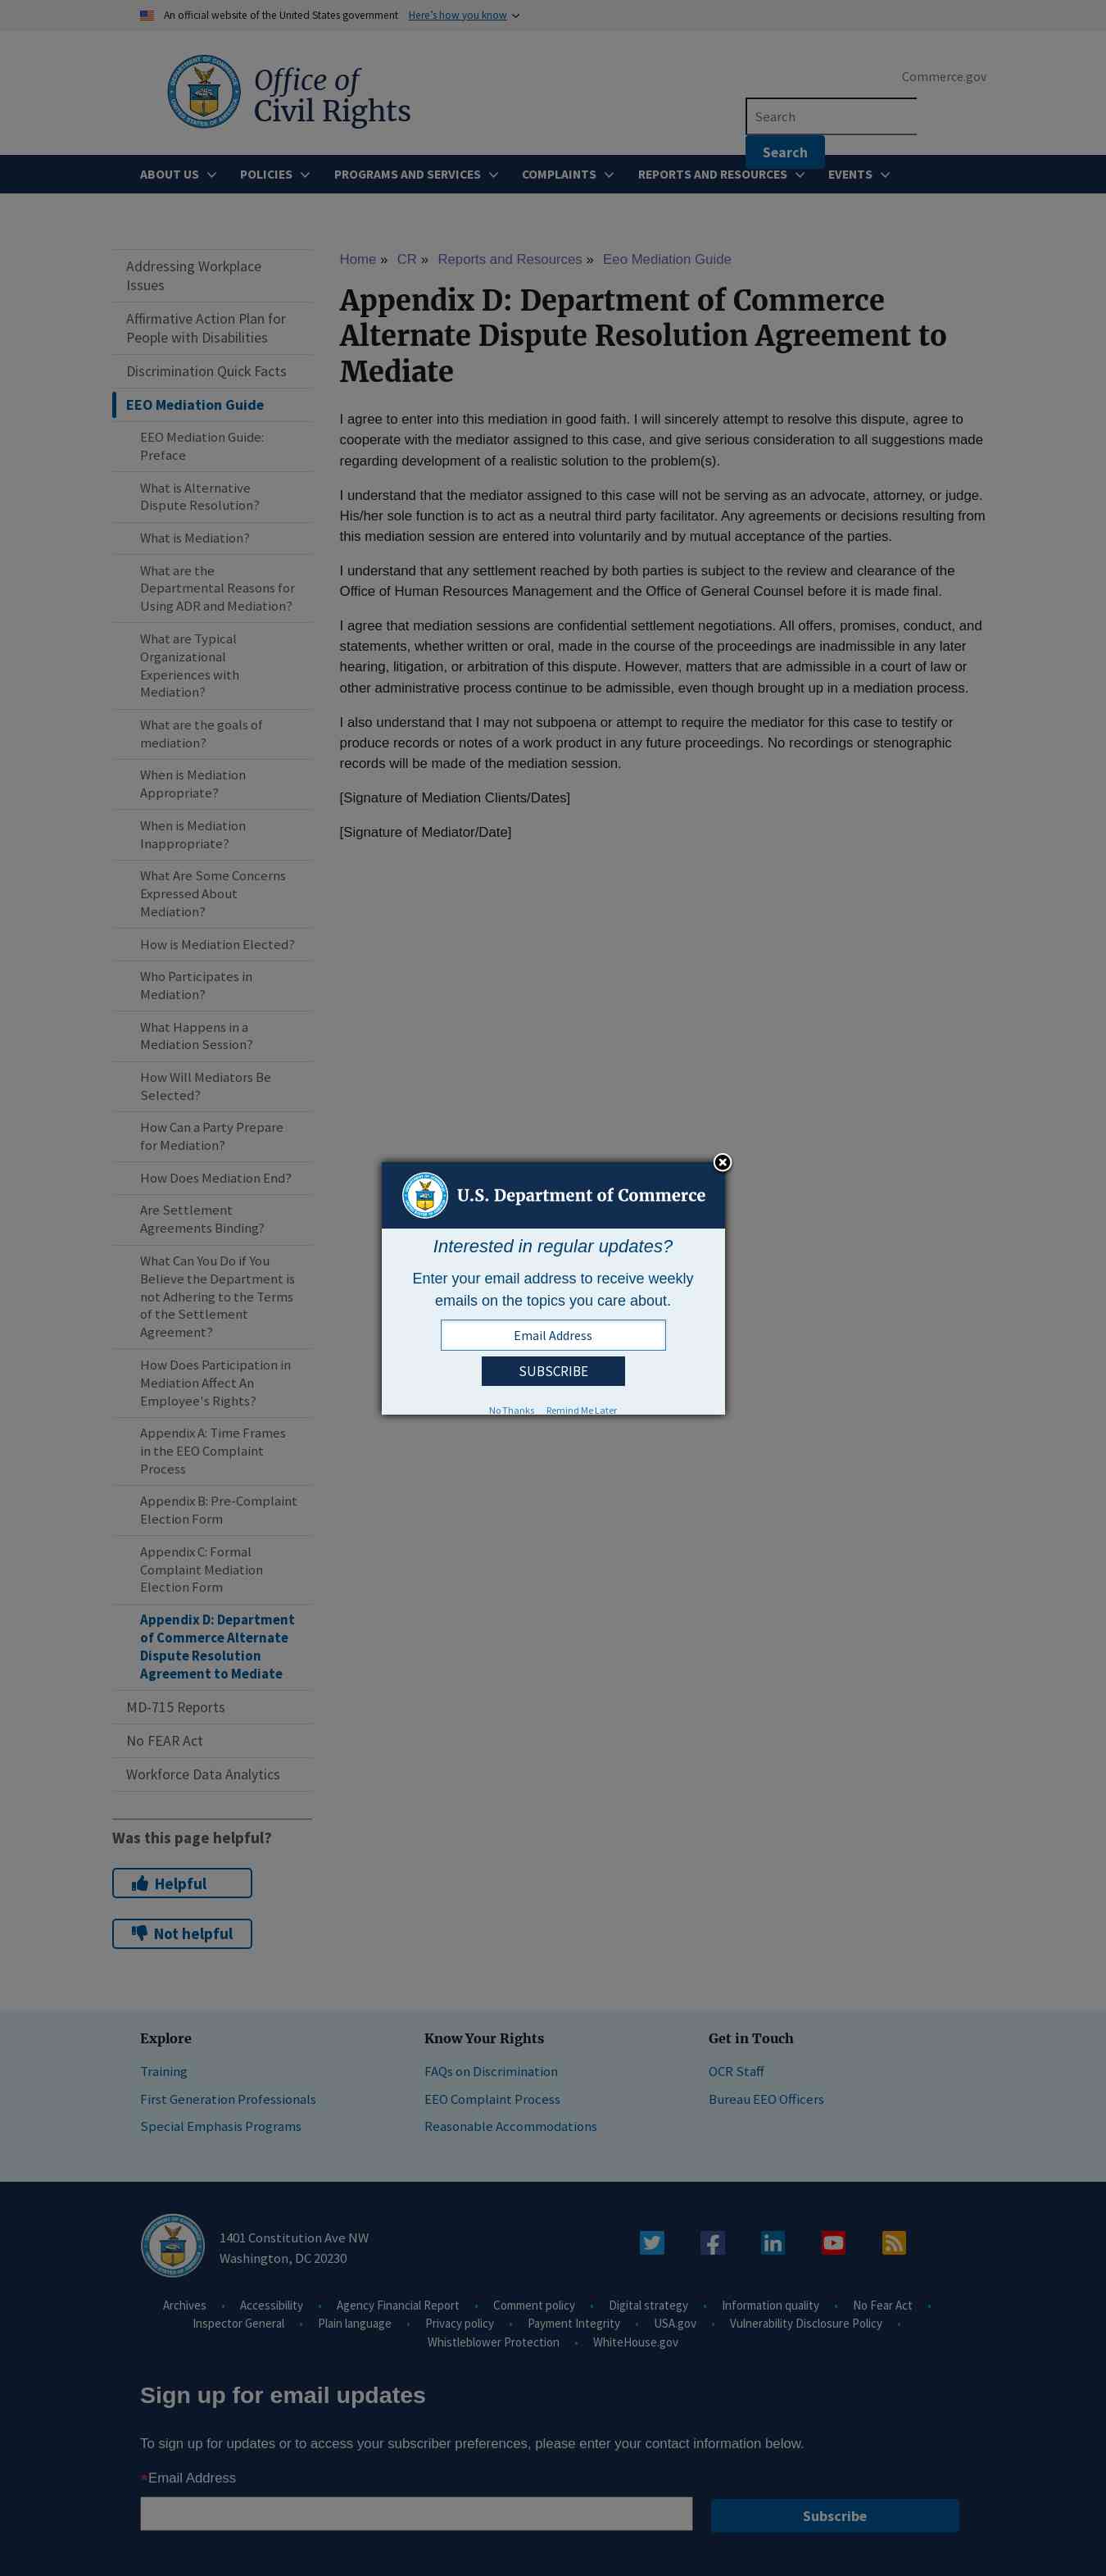 An official website of the United States government Here's how you know
Office of
Civil Rights
Commerce.gov
Search
Search
ABOUT US POLICIES PROGRAMS AND SERVICES COMPLAINTS REPORTS AND RESOURCES EVENTS
Addressing Workplace
Issues
Affirmative Action Plan for
People with Disabilities
Discrimination Quick Facts
EEO Mediation Guide
EEO Mediation Guide:
Preface
What is Alternative
Dispute Resolution?
What is Mediation?
What are the
Departmental Reasons for
Using ADR and Mediation?
What are Typical
Organizational
Experiences with
Mediation?
What are the goals of
mediation?
When is Mediation
Appropriate?
When is Mediation
Inappropriate?
What Are Some Concerns
Expressed About
Mediation?
How is Mediation Elected?
Who Participates in
Mediation?
What Happens in a
Mediation Session?
How Will Mediators Be
Selected?
How Can a Party Prepare
for Mediation?
How Does Mediation End?
Are Settlement
Agreements Binding?
What Can You Do if You
Believe the Department is
not Adhering to the Terms
of the Settlement
Agreement?
How Does Participation in
Mediation Affect An
Employee's Rights?
Appendix A: Time Frames
in the EEO Complaint
Process
Appendix B: Pre-Complaint
Election Form
Appendix C: Formal
Complaint Mediation
Election Form
Appendix D: Department
of Commerce Alternate
Dispute Resolution
Agreement to Mediate
MD-715 Reports
No FEAR Act
Workforce Data Analytics
Was this page helpful?
Helpful
Not helpful
Home » CR » Reports and Resources » Eeo Mediation Guide
Appendix D: Department of Commerce
Alternate Dispute Resolution Agreement to
Mediate
I agree to enter into this mediation in good faith. I will sincerely attempt to resolve this dispute, agree to
cooperate with the mediator assigned to this case, and give serious consideration to all suggestions made
regarding development of a realistic solution to the problem(s).
I understand that the mediator assigned to this case will not be serving as an advocate, attorney, or judge.
His/her sole function is to act as a neutral third party facilitator. Any agreements or decisions resulting from
this mediation session are entered into voluntarily and by mutual acceptance of the parties.
I understand that any settlement reached by both parties is subject to the review and clearance of the
Office of Human Resources Management and the Office of General Counsel before it is made final.
I agree that mediation sessions are confidential settlement negotiations. All offers, promises, conduct, and
statements, whether written or oral, made in the course of the proceedings are inadmissible in any later
hearing, litigation, or arbitration of this dispute. However, matters that are admissible in a court of law or
other administrative process continue to be admissible, even though brought up in a mediation process.
I also understand that I may not subpoena or attempt to require the mediator for this case to testify or
produce records or notes of a work product in any future proceedings. No recordings or stenographic
records will be made of the mediation session.
[Signature of Mediation Clients/Dates]
[Signature of Mediator/Date]
U.S. Department of Commerce
Interested in regular updates?
Enter your email address to receive weekly
emails on the topics you care about.
Email Address
SUBSCRIBE
No Thanks Remind Me Later
Explore
Training
First Generation Professionals
Special Emphasis Programs
Know Your Rights
FAQs on Discrimination
EEO Complaint Process
Reasonable Accommodations
Get in Touch
OCR Staff
Bureau EEO Officers
1401 Constitution Ave NW
Washington, DC 20230
Archives • Accessibility • Agency Financial Report • Comment policy • Digital strategy • Information quality • No Fear Act •
Inspector General • Plain language • Privacy policy • Payment Integrity • USA.gov • Vulnerability Disclosure Policy •
Whistleblower Protection • WhiteHouse.gov
Sign up for email updates
To sign up for updates or to access your subscriber preferences, please enter your contact information below.
*Email Address
Subscribe